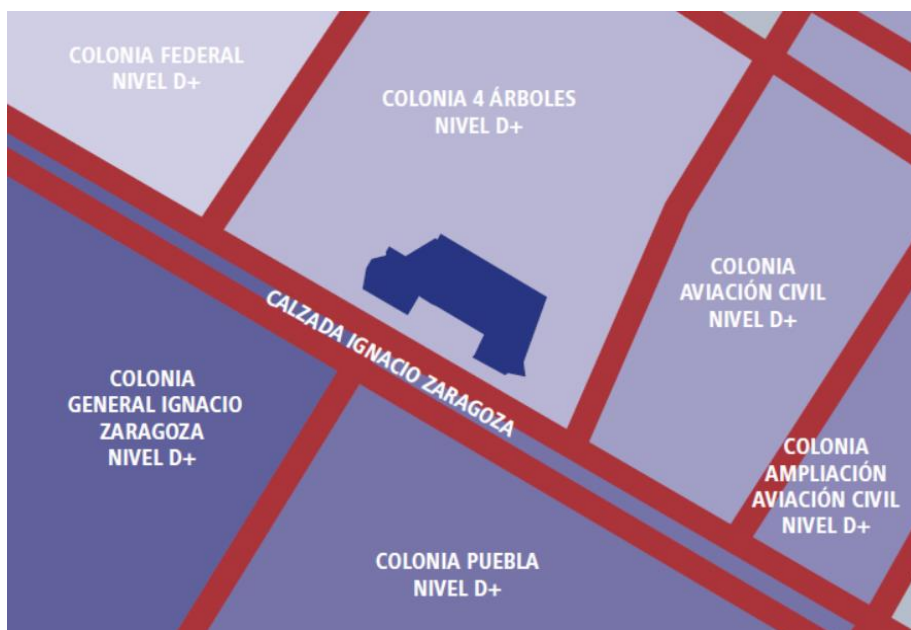 COLONIA FEDERAL
NIVEL D+
COLONIA 4 ÁRBOLES
NIVEL D+
COLONIA
AVIACIÓN CIVIL
NIVEL D+
CALZADA IGNACIO ZARAGOZA
COLONIA
GENERAL IGNACIO
ZARAGOZA
NIVEL D+
COLONIA
AMPLIACIÓN
AVIACIÓN CIVIL
NIVEL D+
COLONIA PUEBLA
NIVEL D+